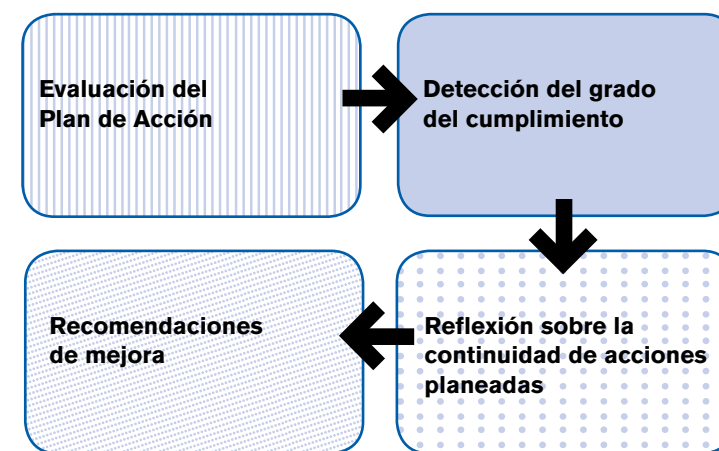 Evaluación del
Plan de Acción
Detección del grado
del cumplimiento
Reflexión sobre la
continuidad de acciones
planeadas
Recomendaciones
de mejora